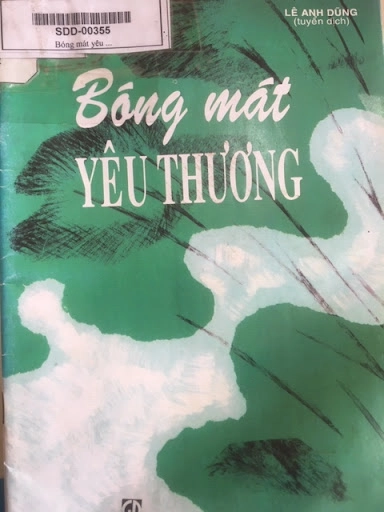 SDD-00355
Bóng mát yêu ...
LÊ ANH DŨNG
(tuyển dịch)
Bóng mát
YÊU THƯƠNG